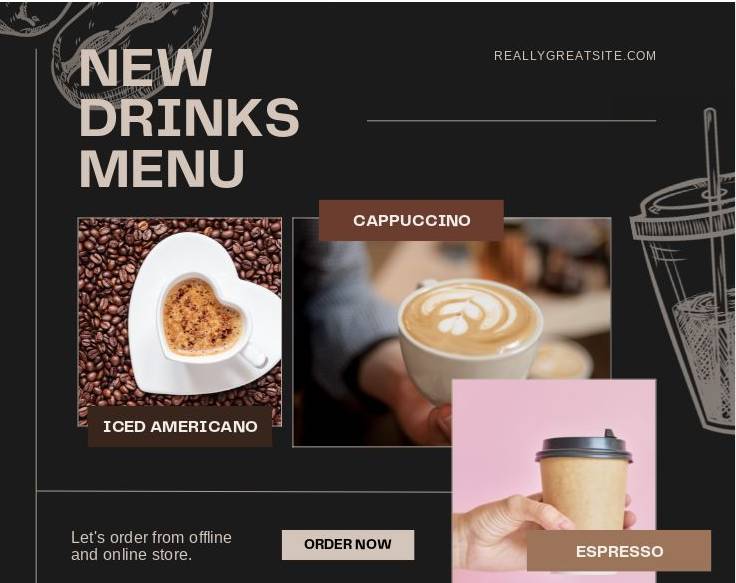 NEW
DRINKS
MENU
REALLYGREATSITE.COM
CAPPUCCINO
ICED AMERICANO
ESPRESSO
Let's order from offline
and online store.
ORDER NOW